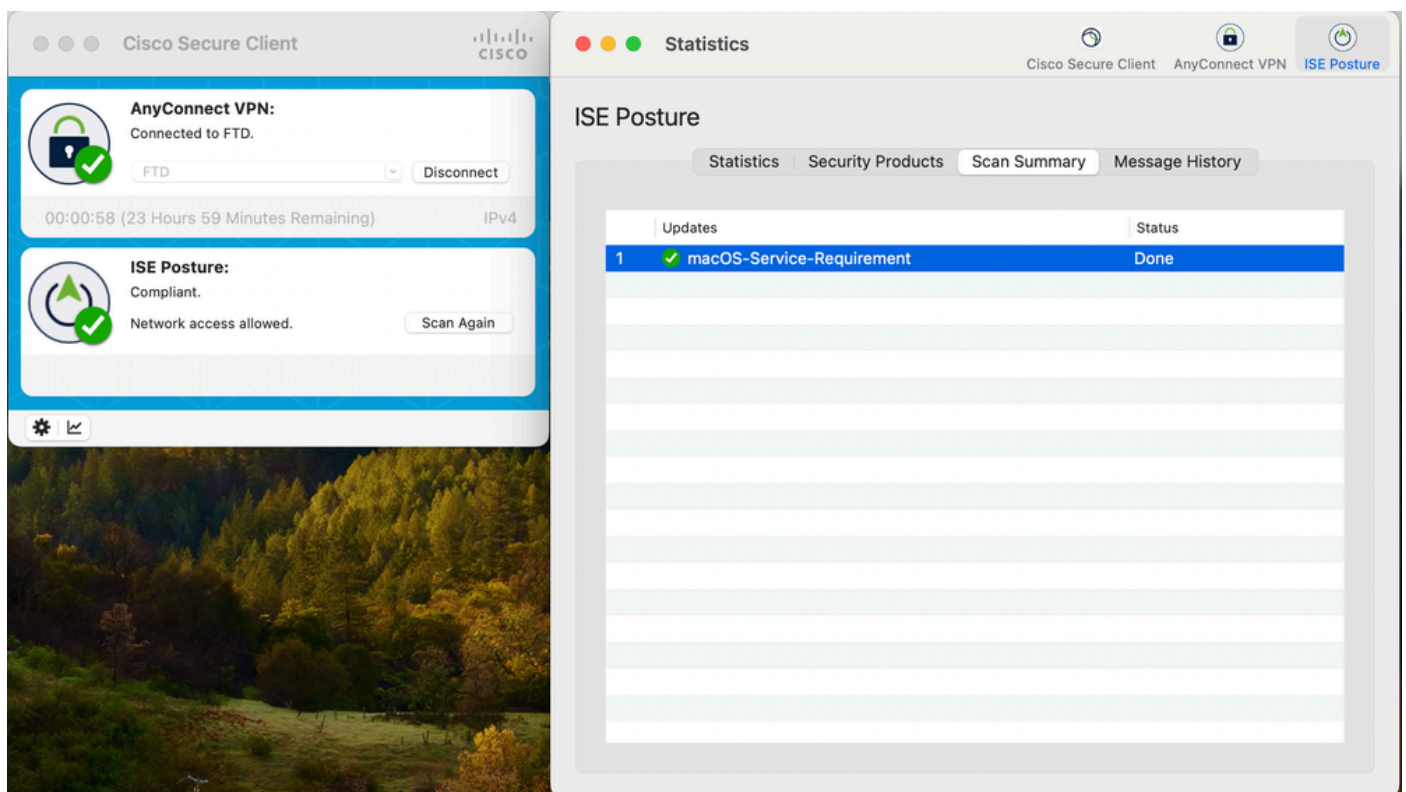 Cisco Secure Client
CISCO
AnyConnect VPN:
Connected to FTD.
FTD
Disconnect
00:00:58 (23 Hours 59 Minutes Remaining) IPv4
ISE Posture:
Compliant.
Network access allowed.
Scan Again
Statistics
Cisco Secure Client AnyConnect VPN ISE Posture
ISE Posture
Statistics Security Products Scan Summary Message History
Updates Status
1 macOS-Service-Requirement Done